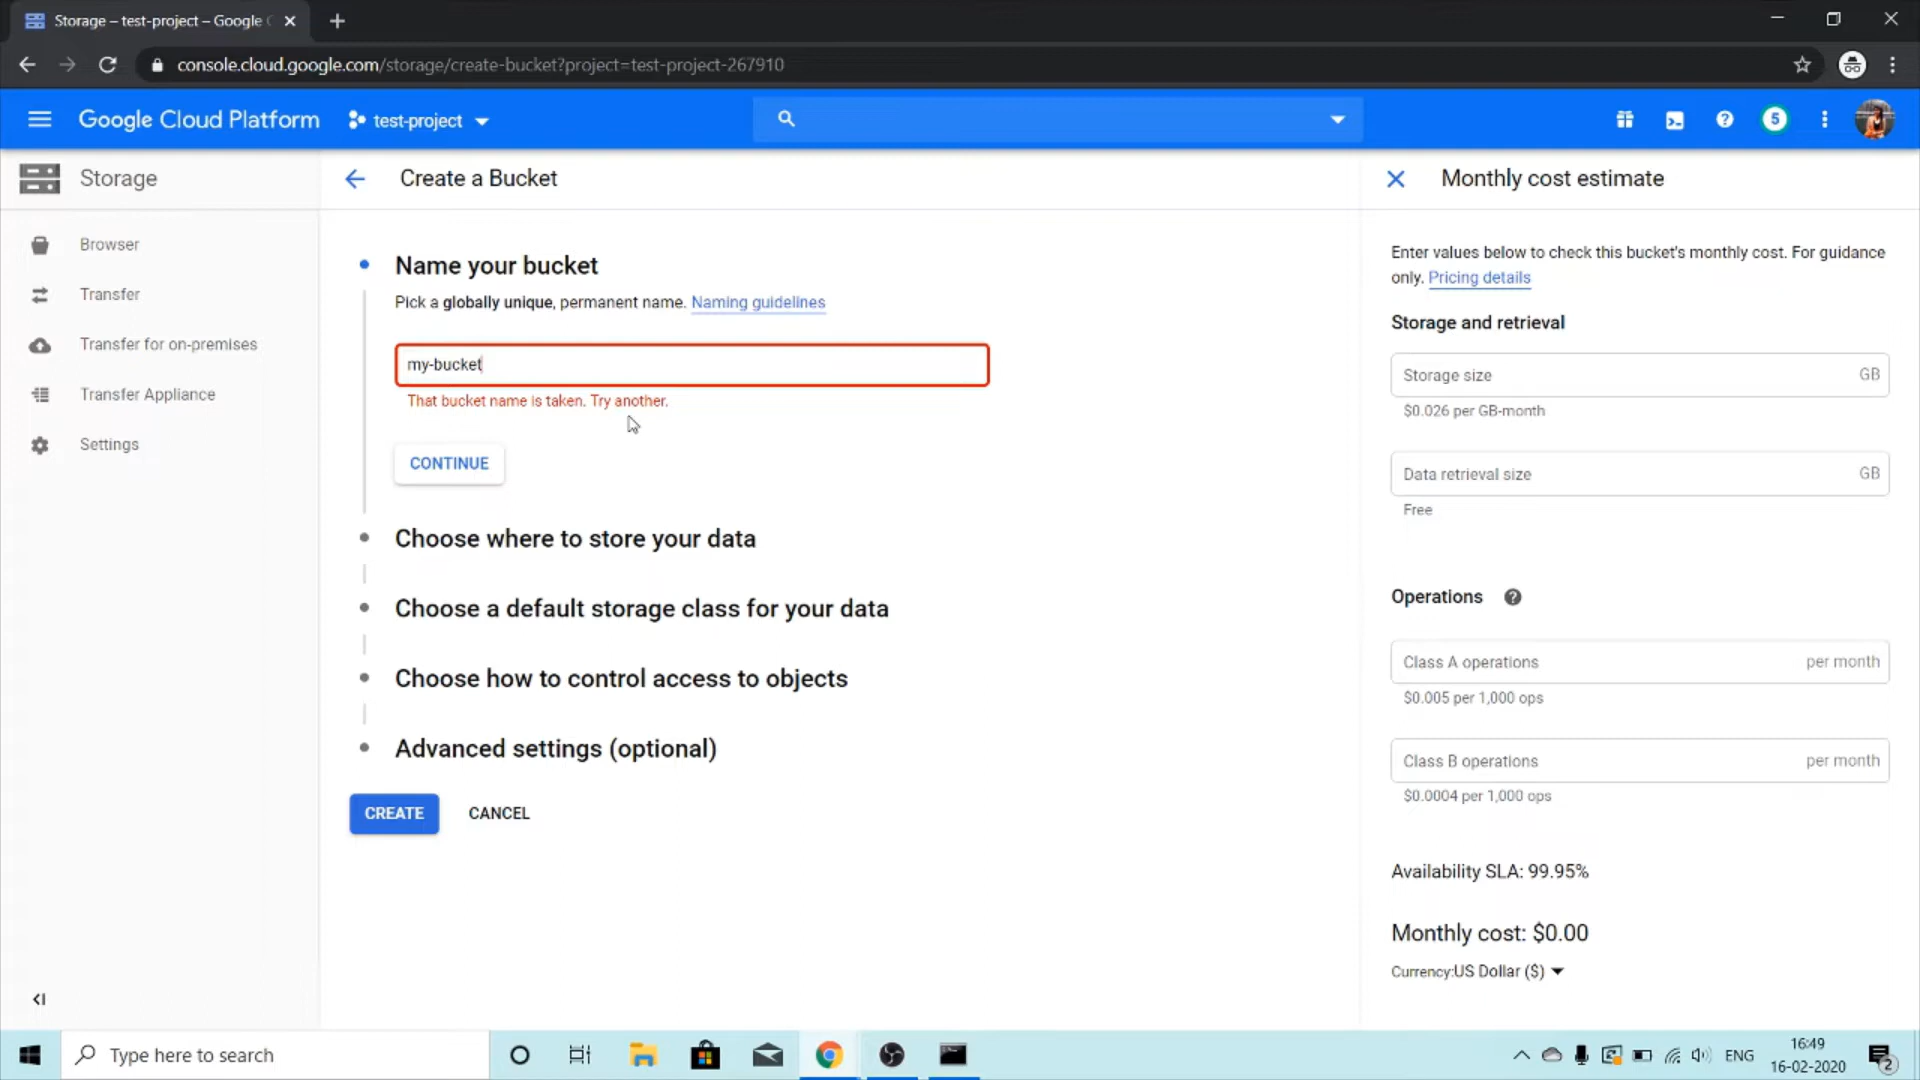 Storage – test-project – Google C
console.cloud.google.com/storage/create-bucket?project=test-project-267910
Google Cloud Platform
test-project
5
Storage
Create a Bucket
Monthly cost estimate
Browser
Transfer
Transfer for on-premises
Transfer Appliance
Settings
Name your bucket
Pick a globally unique, permanent name. Naming guidelines
my-bucket
That bucket name is taken. Try another.
CONTINUE
Choose where to store your data
Choose a default storage class for your data
Choose how to control access to objects
Advanced settings (optional)
CREATE
CANCEL
Enter values below to check this bucket's monthly cost. For guidance
only. Pricing details
Storage and retrieval
Storage size
GB
$0.026 per GB-month
Data retrieval size
GB
Free
Operations
Class A operations
per month
$0.005 per 1,000 ops
Class B operations
per month
$0.0004 per 1,000 ops
Availability SLA: 99.95%
Monthly cost: $0.00
Currency:US Dollar ($)
Type here to search
ENG
16:49
16-02-2020
2